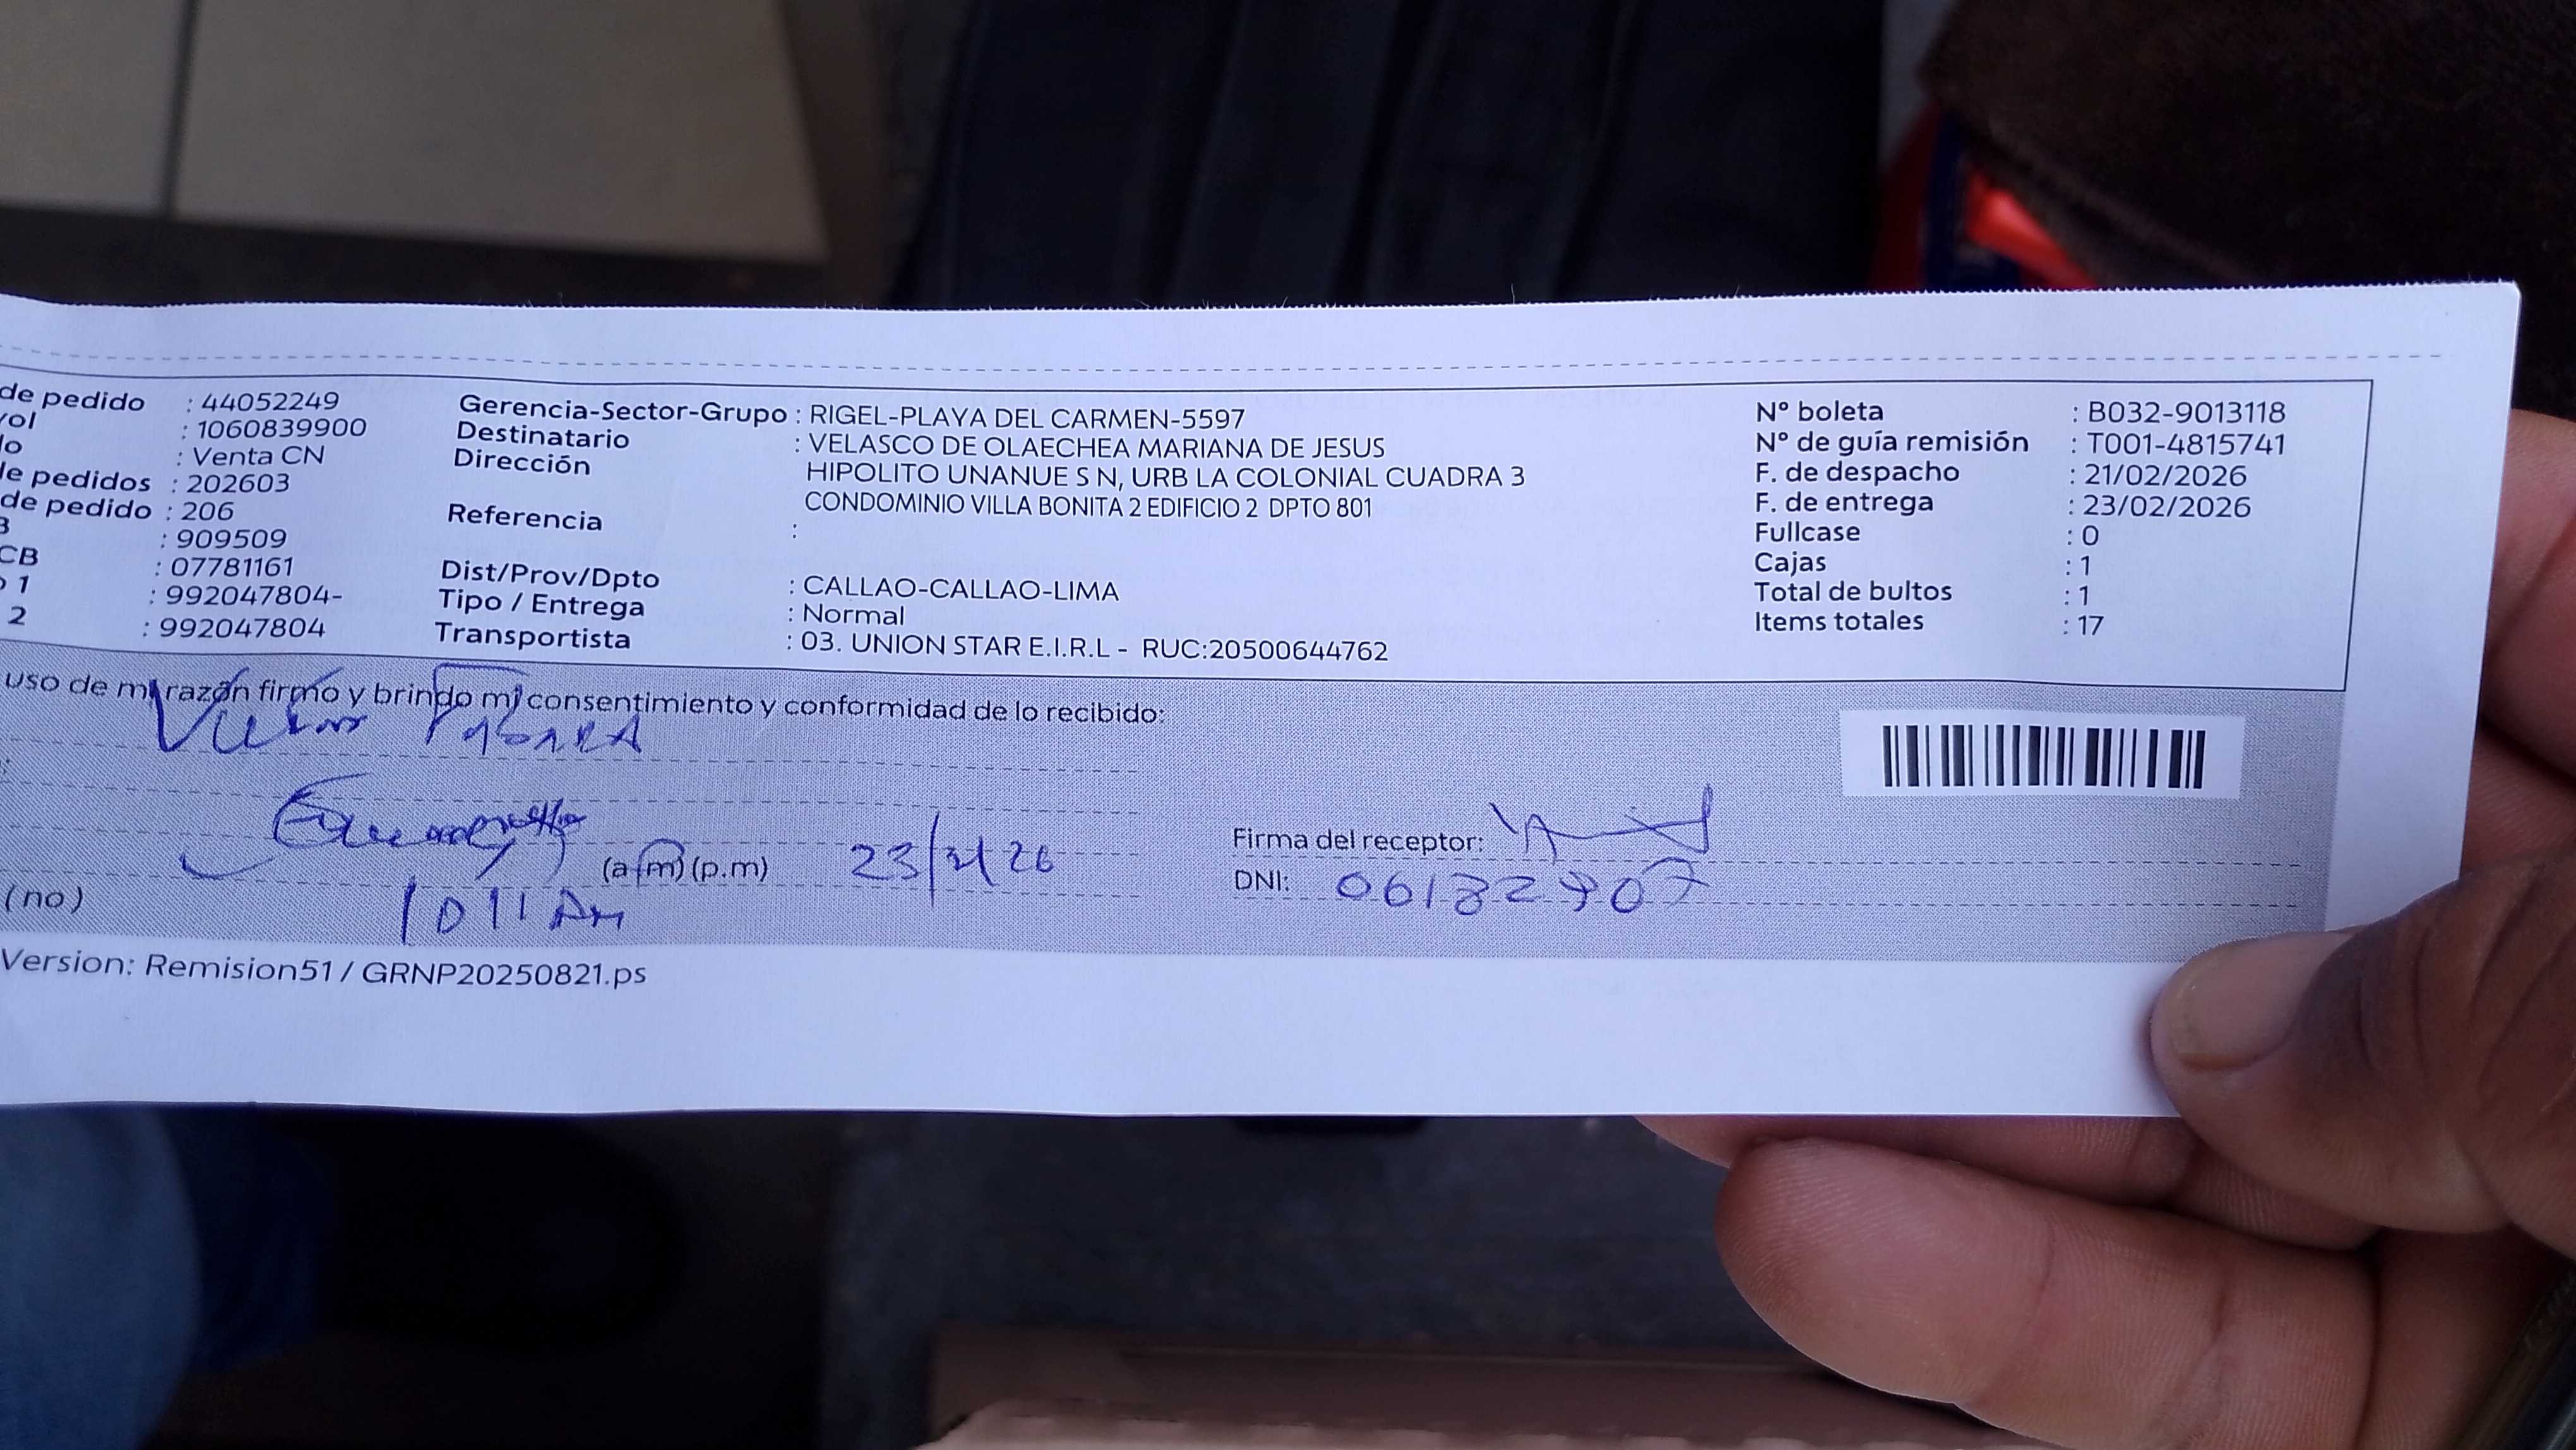 de pedido : 44052249
: 1060839900
: Venta CN
de pedidos : 202603
de pedido : 206
: 909509
CB : 07781161
1 : 992047804-
2 : 992047804
Gerencia-Sector-Grupo : RIGEL-PLAYA DEL CARMEN-5597
Destinatario : VELASCO DE OLAECHEA MARIANA DE JESUS
Dirección HIPOLITO UNANUE S N, URB LA COLONIAL CUADRA 3
CONDOMINIO VILLA BONITA 2 EDIFICIO 2 DPTO 801
Referencia :
Dist/Prov/Dpto : CALLAO-CALLAO-LIMA
Tipo / Entrega : Normal
Transportista : 03. UNION STAR E.I.R.L - RUC:20500644762
N° boleta : B032-9013118
N° de guía remisión : T001-4815741
F. de despacho : 21/02/2026
F. de entrega : 23/02/2026
Fullcase : 0
Cajas : 1
Total de bultos : 1
Items totales : 17
uso de mi razón firmo y brindo mi consentimiento y conformidad de lo recibido:
(a.m) (p.m) 23/2/26
(no) 1011 Am
Firma del receptor:
DNI:
Version: Remision51 / GRNP20250821.ps